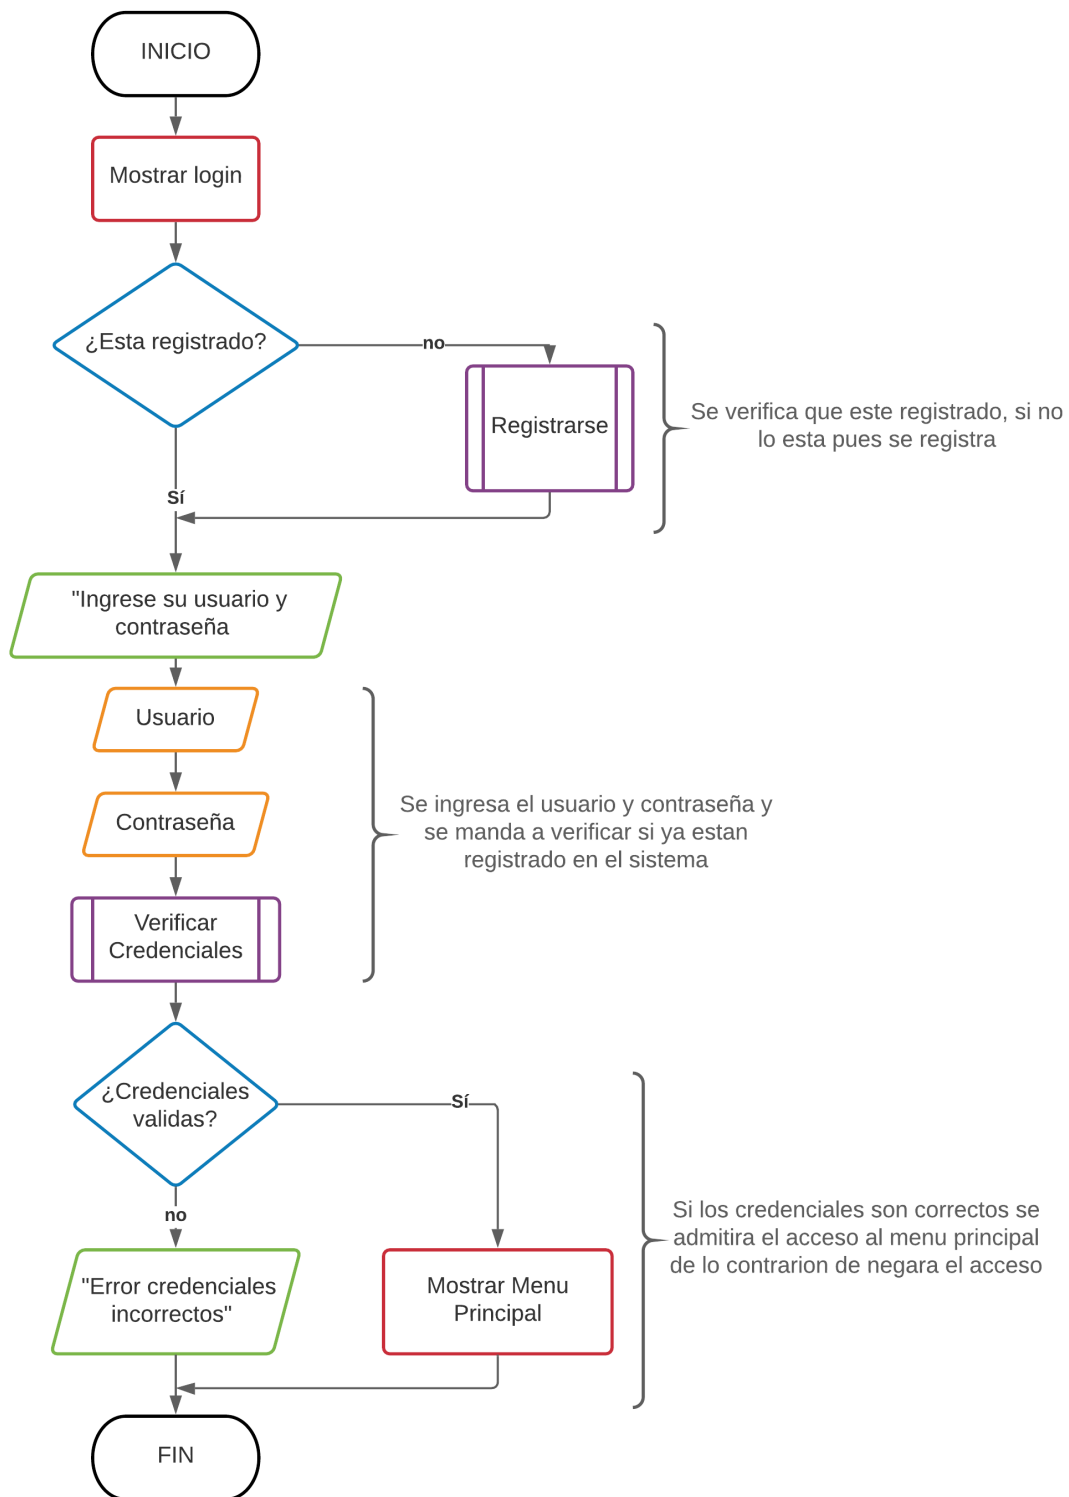 INICIO
Mostrar login
¿Esta registrado?
no
Registrarse
Se verifica que este registrado, si no
lo esta pues se registra
Sí
"Ingrese su usuario y
contraseña
Usuario
Contraseña
Se ingresa el usuario y contraseña y
se manda a verificar si ya estan
registrado en el sistema
Verificar
Credenciales
¿Credenciales
validas?
Sí
no
"Error credenciales
incorrectos"
Mostrar Menu
Principal
Si los credenciales son correctos se
admitira el acceso al menu principal
de lo contrarion de negara el acceso
FIN